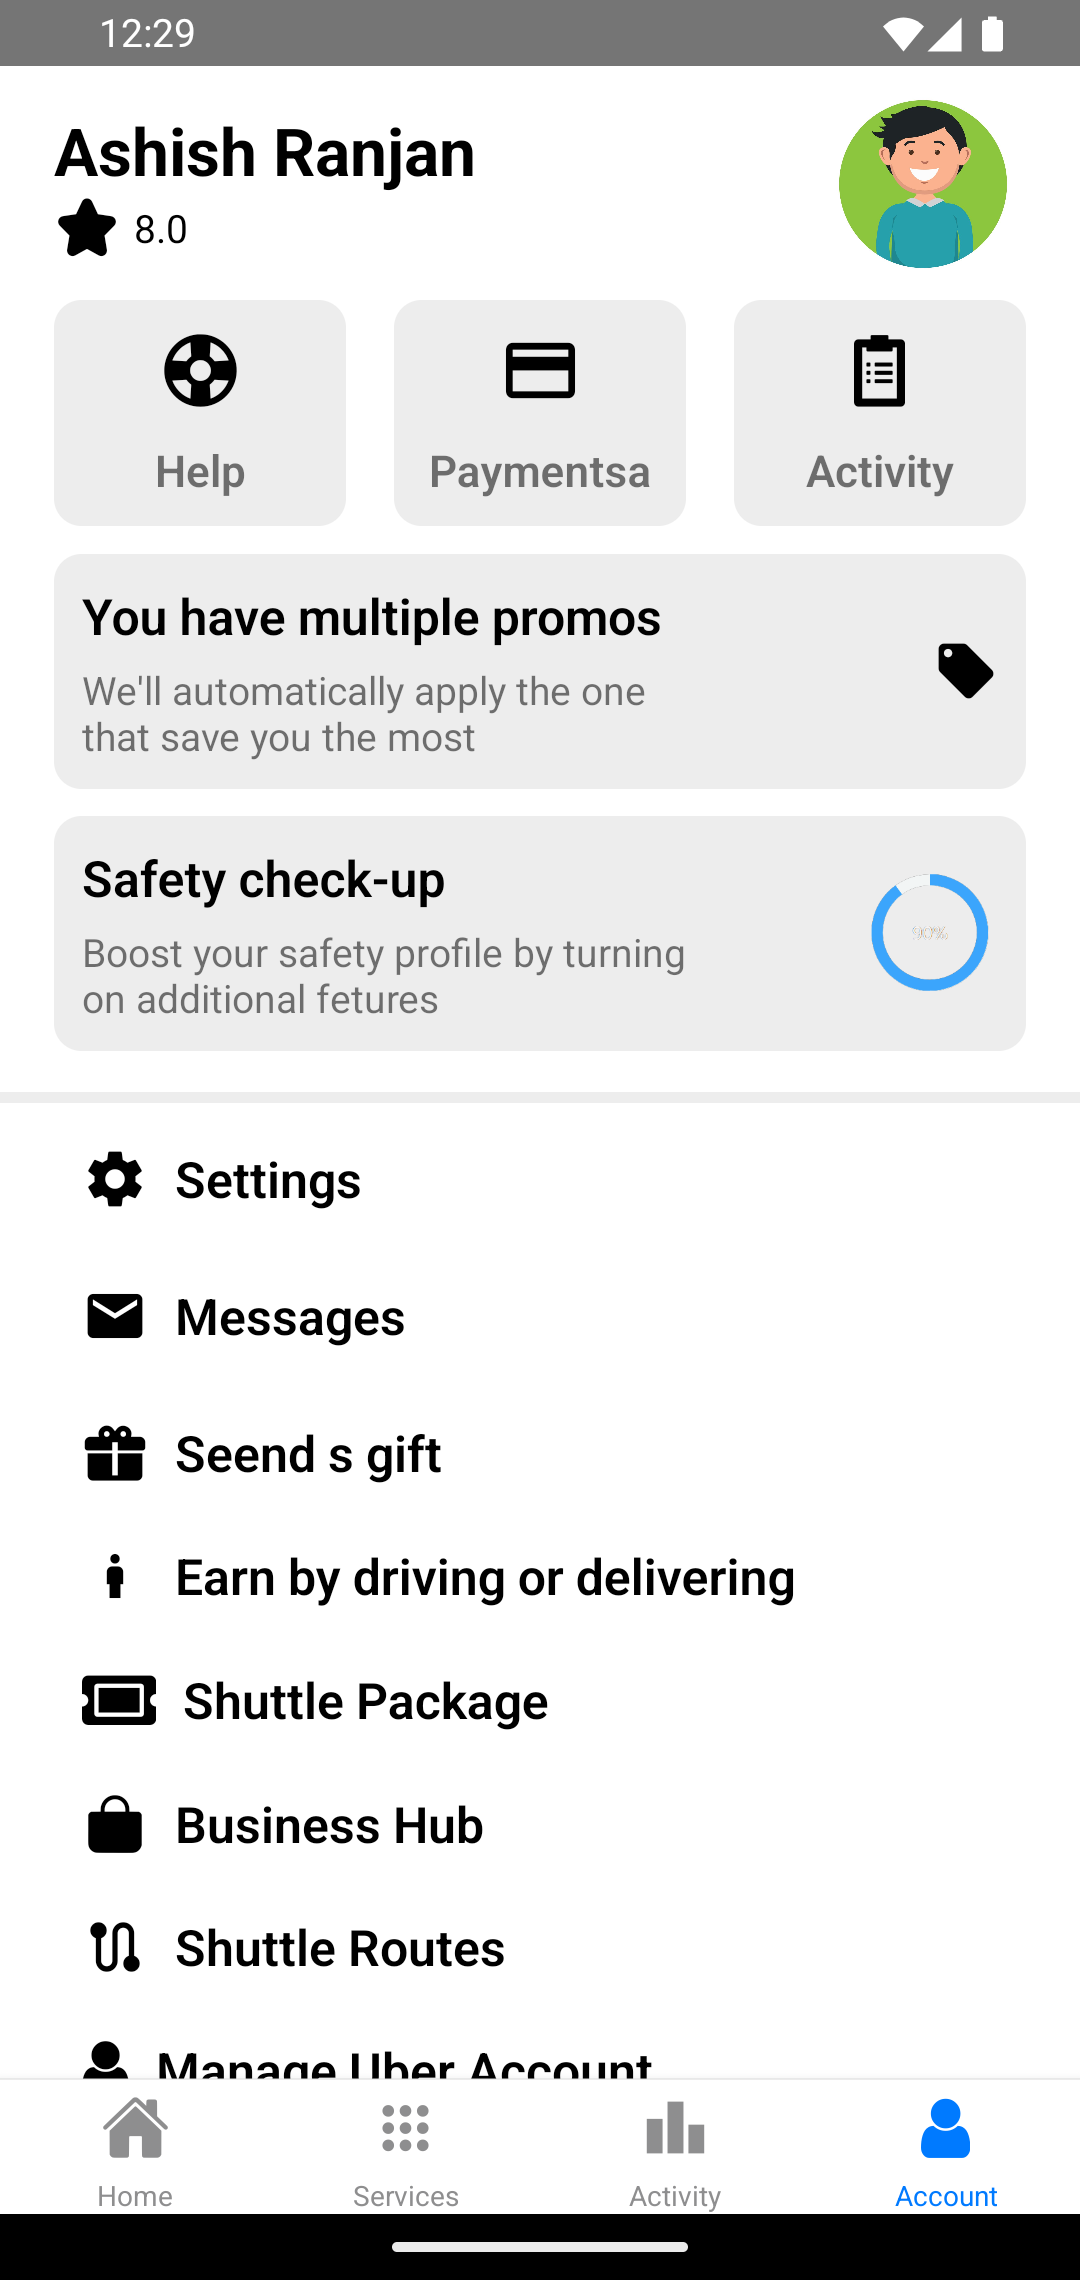 12:29
Ashish Ranjan
8.0
Help
Paymentsa
Activity
You have multiple promos
We'll automatically apply the one
that save you the most
Safety check-up
Boost your safety profile by turning
on additional fetures
90%
Settings
Messages
Seend s gift
Earn by driving or delivering
Shuttle Package
Business Hub
Shuttle Routes
Manage Uber Account
Home
Services
Activity
Account